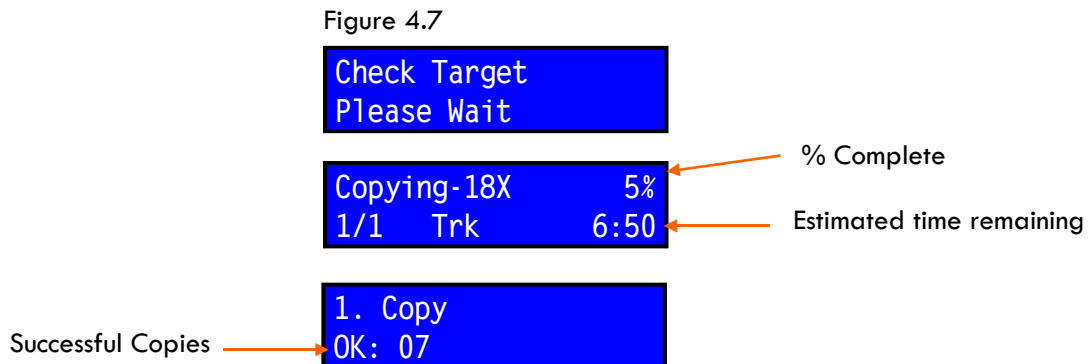 Figure 4.7
Check Target
Please Wait
% Complete
Copying-18X 5%
1/1 Trk 6:50
Estimated time remaining
1. Copy
Successful Copies
OK: 07